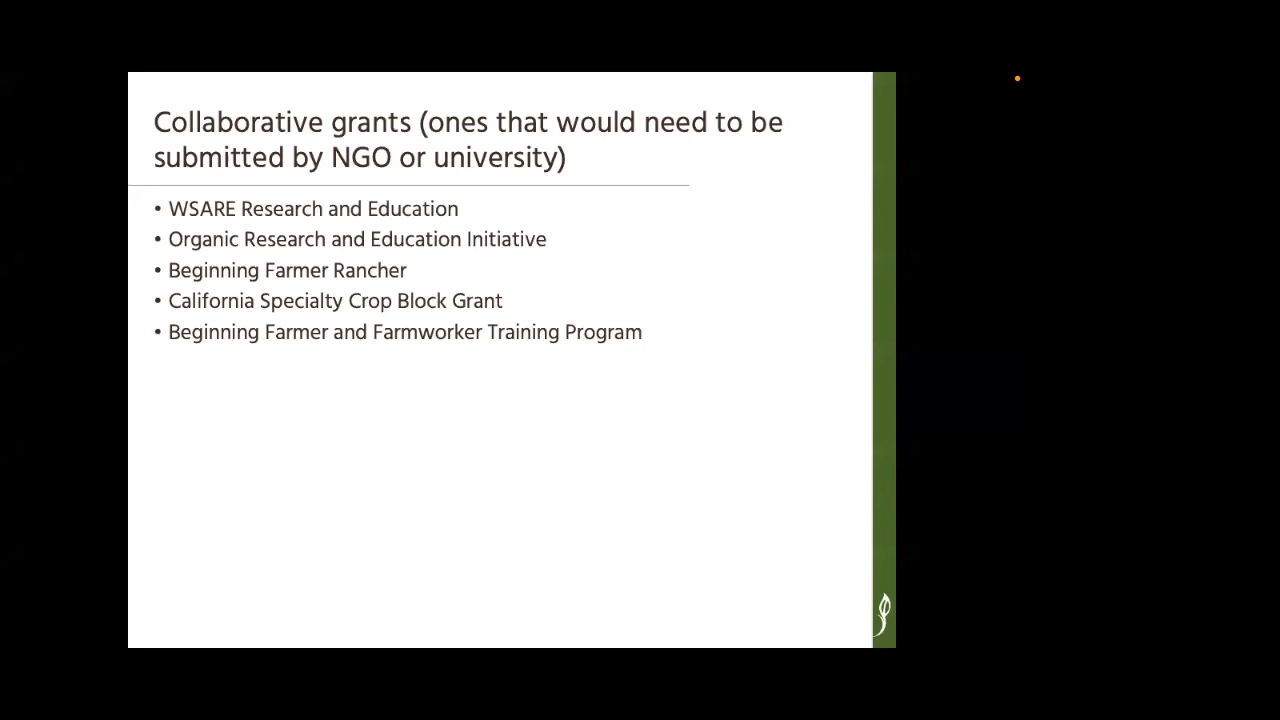 Collaborative grants (ones that would need to be
submitted by NGO or university)
• WSARE Research and Education
• Organic Research and Education Initiative
• Beginning Farmer Rancher
• California Specialty Crop Block Grant
• Beginning Farmer and Farmworker Training Program